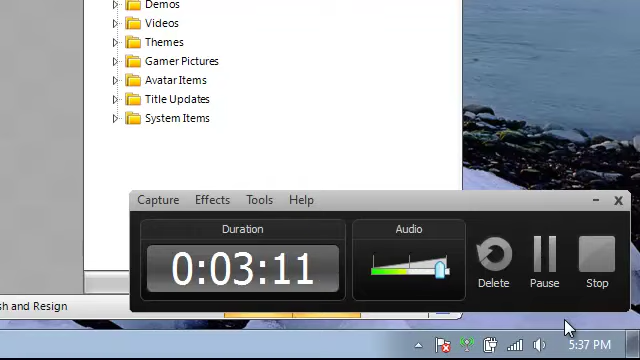 Demos
Videos
Themes
Gamer Pictures
Avatar Items
Title Updates
System Items
Capture Effects Tools Help
Duration
Audio
0:03:11
Delete
Pause
Stop
and Resign
5:37 PM